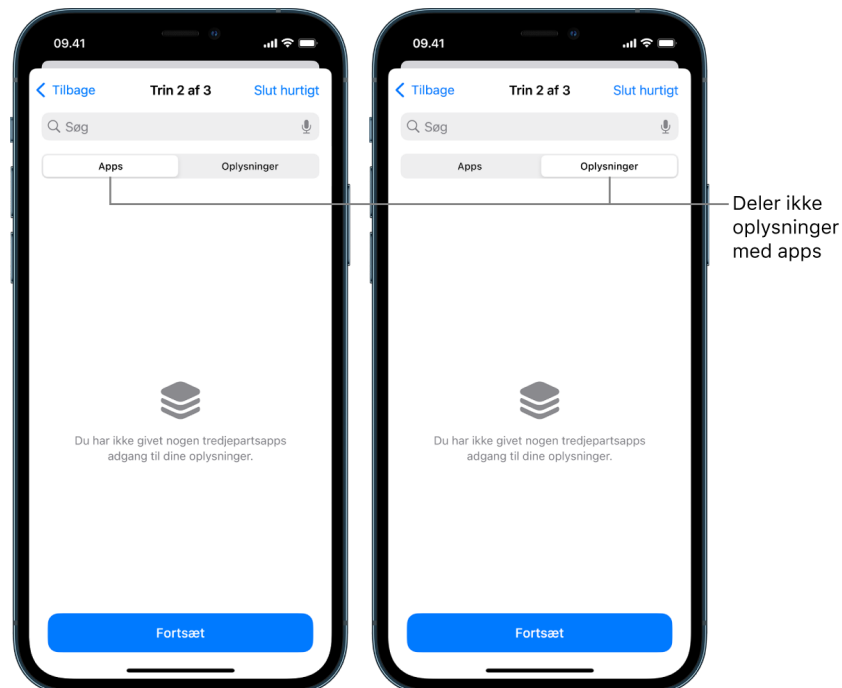 09.41
Tilbage
Trin 2 af 3
Slut hurtigt
Søg
Apps
Oplysninger
Du har ikke givet nogen tredjepartsapps
adgang til dine oplysninger.
Fortsæt
09.41
Tilbage
Trin 2 af 3
Slut hurtigt
Søg
Apps
Oplysninger
Du har ikke givet nogen tredjepartsapps
adgang til dine oplysninger.
Fortsæt
Deler ikke
oplysninger
med apps